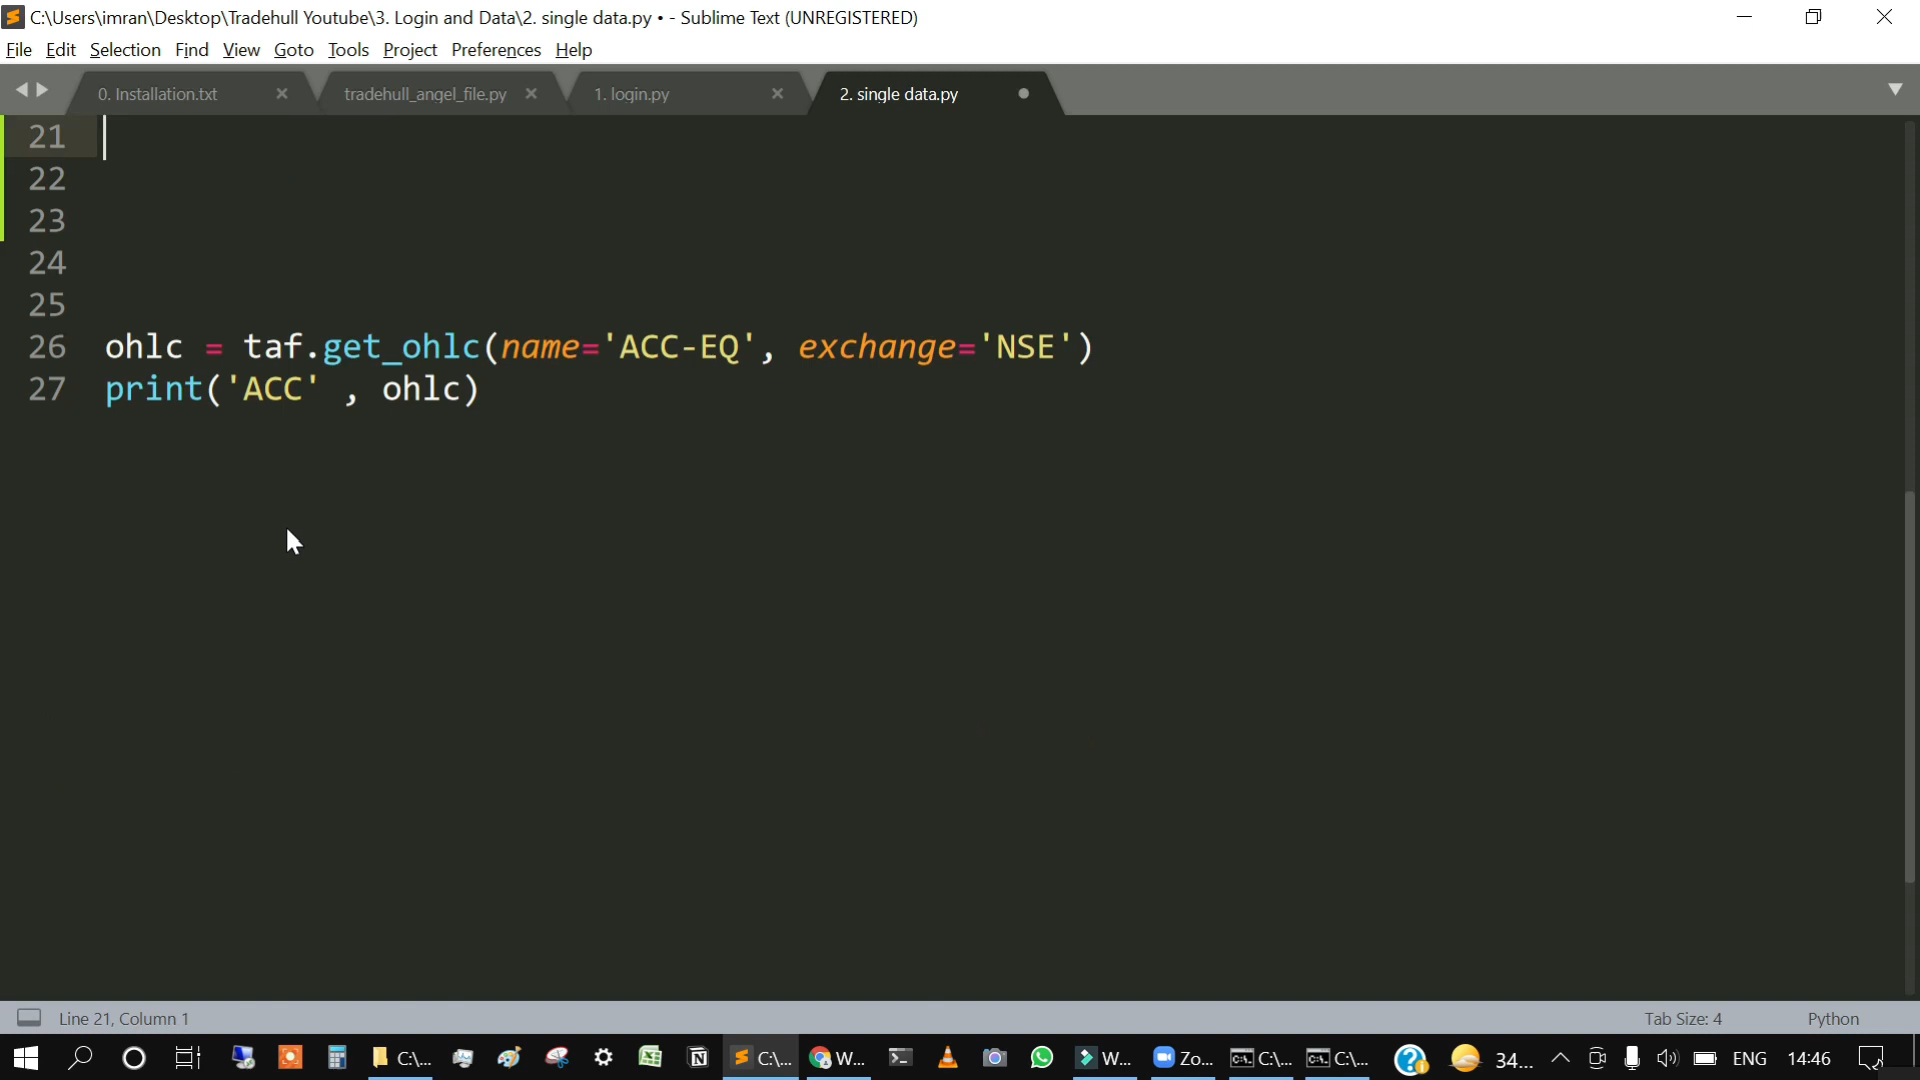 C:\Users\imran\Desktop\Tradehull Youtube\3. Login and Data\2. single data.py • - Sublime Text (UNREGISTERED)
File Edit Selection Find View Goto Tools Project Preferences Help
0. Installation.txt tradehull_angel_file.py 1. login.py 2. single data.py
21
22
23
24
25
26 ohlc = taf.get_ohlc(name='ACC-EQ', exchange='NSE')
27 print('ACC' , ohlc)
Line 21, Column 1 Tab Size: 4 Python
C:\... C:\... W... W... Zo... C:\... C:\... 34... ENG 14:46